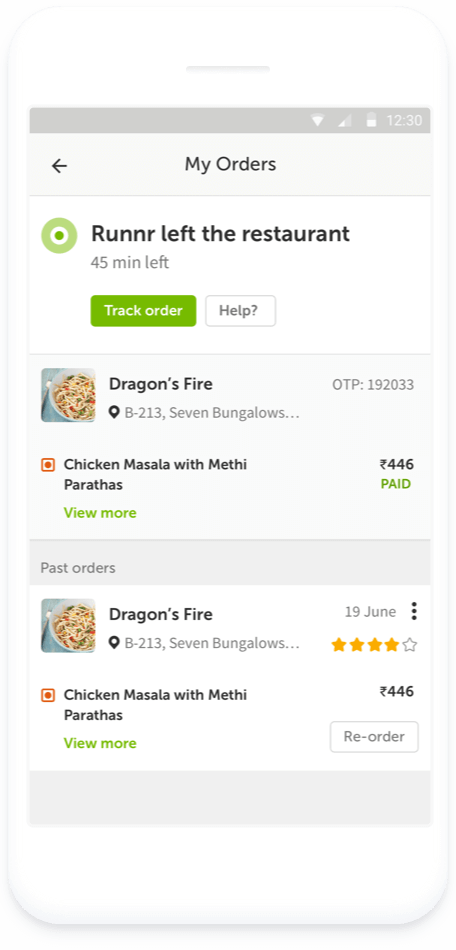 12:30
My Orders
Runnr left the restaurant
45 min left
Track order
Help?
Dragon’s Fire
OTP: 192033
B-213, Seven Bungalows...
Chicken Masala with Methi
Parathas
₹446
PAID
View more
Past orders
Dragon’s Fire
19 June
B-213, Seven Bungalows...
Chicken Masala with Methi
Parathas
₹446
View more
Re-order